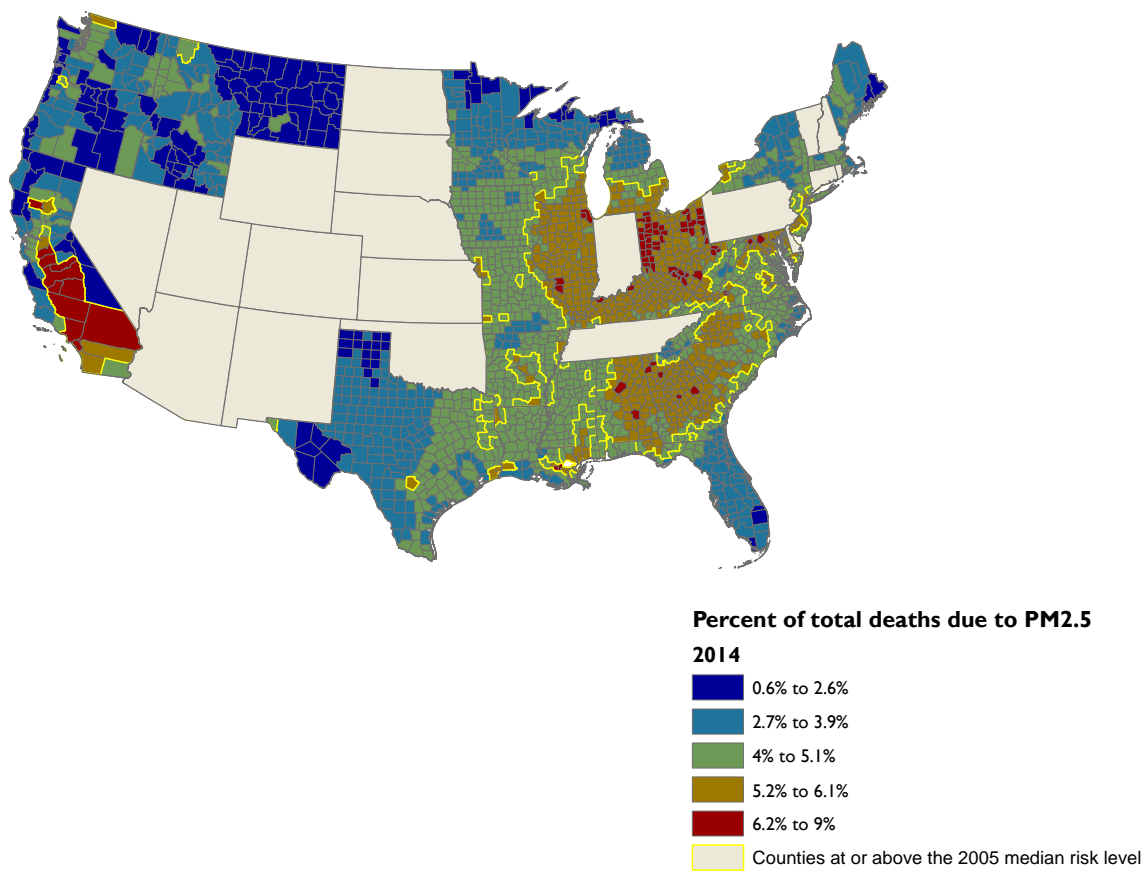 Percent of total deaths due to PM2.5
2014
0.6% to 2.6%
2.7% to 3.9%
4% to 5.1%
5.2% to 6.1%
6.2% to 9%
Counties at or above the 2005 median risk level